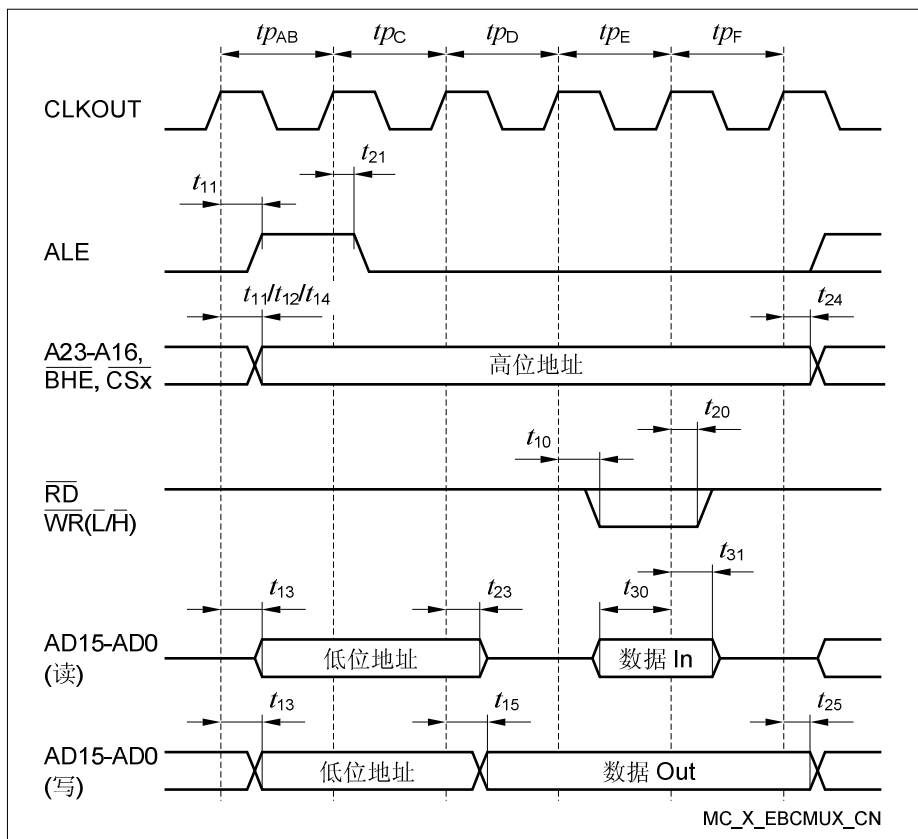 tpAB tpC tpD tpE tpF
CLKOUT
t21
t11
ALE
t11/t12/t14 t24
A23-A16,
BHE, CSx
高位地址
t20
t10
RD
WR(L/H)
t31
t13 t23 t30
AD15-AD0
(读)
低位地址 数据 In
t13 t15 t25
AD15-AD0
(写)
低位地址 数据 Out
MC_X_EBCMUX_CN